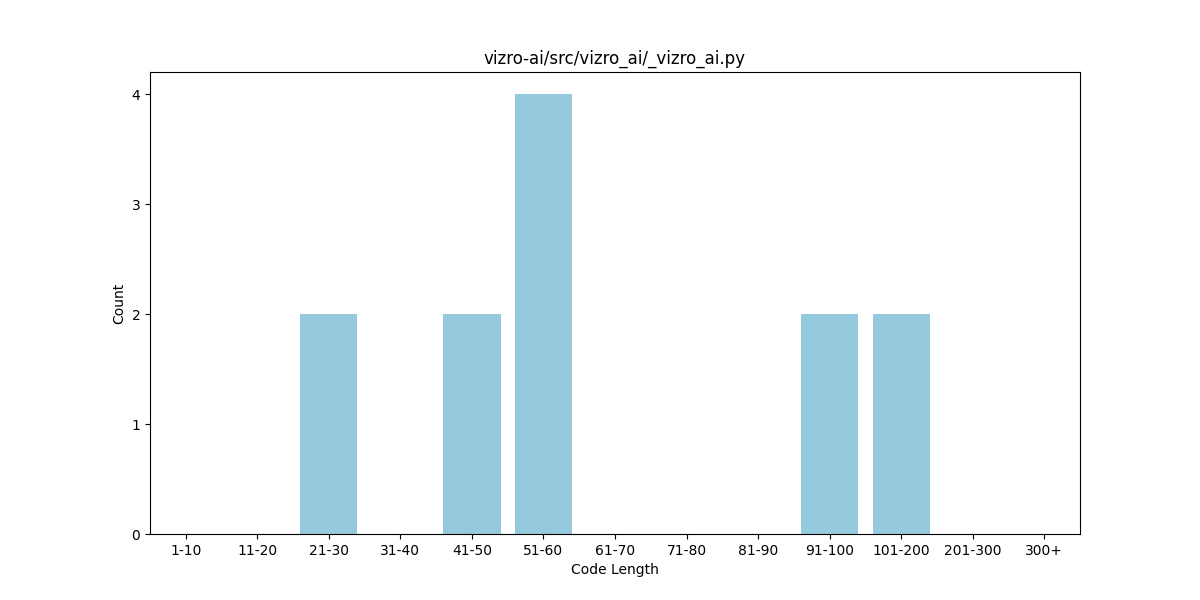 vizro-ai/src/vizro_ai/_vizro_ai.py
4
3
2
1
0
Count
1-10 11-20 21-30 31-40 41-50 51-60 61-70 71-80 81-90 91-100 101-200 201-300 300+
Code Length